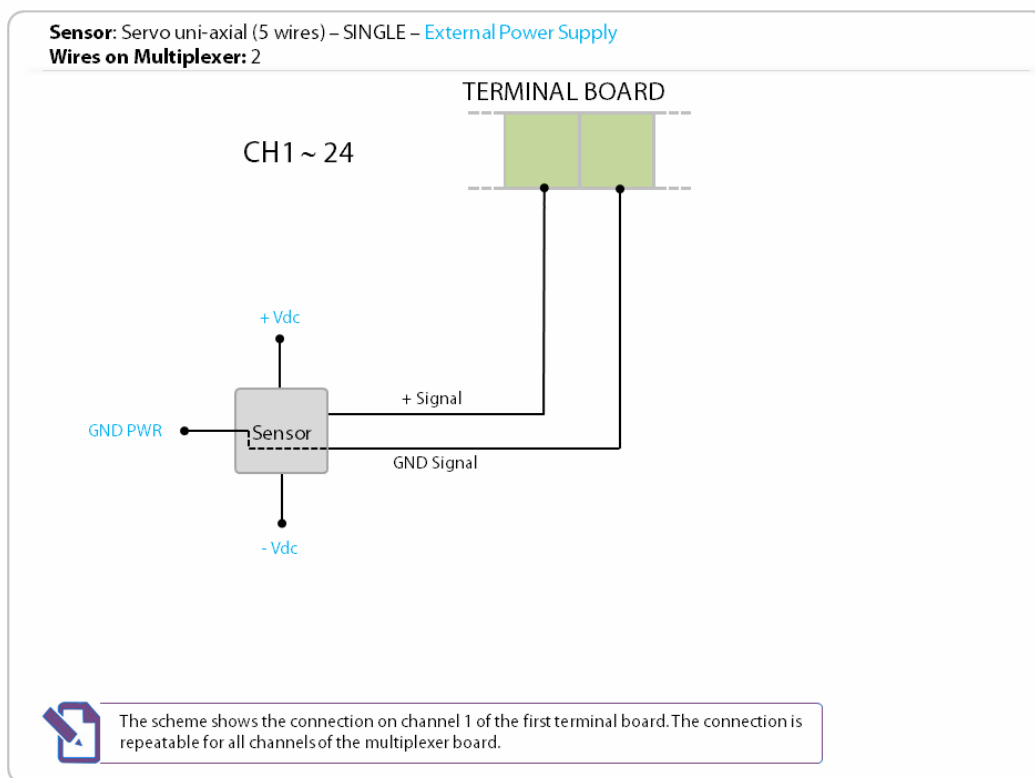 Sensor: Servo uni-axial (5 wires) – SINGLE – External Power Supply
Wires on Multiplexer: 2
TERMINAL BOARD
CH1 ~ 24
+ Vdc
+ Signal
GND PWR
Sensor
GND Signal
- Vdc
The scheme shows the connection on channel 1 of the first terminal board. The connection is
repeatable for all channels of the multiplexer board.